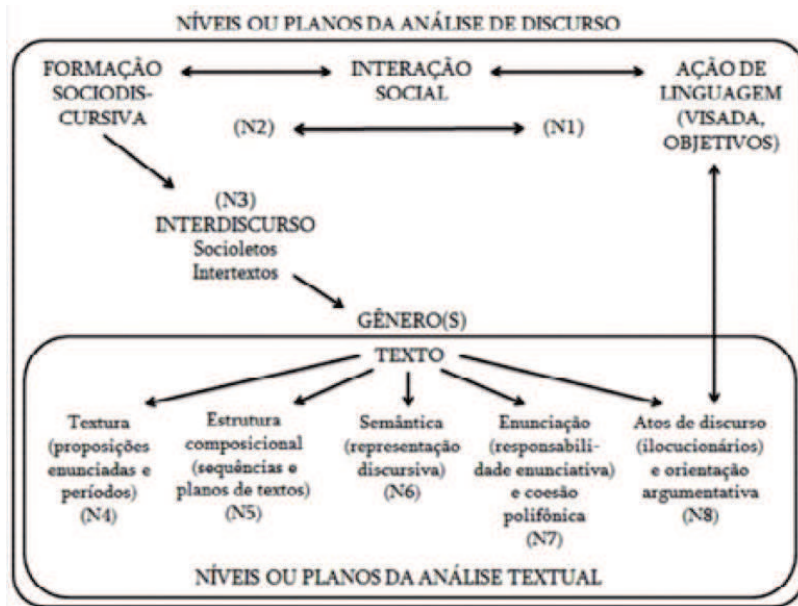 NÍVEIS OU PLANOS DA ANÁLISE DE DISCURSO
FORMAÇÃO
SOCIODIS-
CURSIVA
INTERAÇÃO
SOCIAL
AÇÃO DE
LINGUAGEM
(VISADA,
OBJETIVOS)
(N2)
(N1)
(N3)
INTERDISCURSO
Socioletos
Intertextos
GÊNERO(S)
TEXTO
Textura
(proposições
enunciadas e
períodos)
(N4)
Estrutura
composicional
(sequências e
planos de textos)
(N5)
Semântica
(representação
discursiva)
(N6)
Enunciação
(responsabili-
dade enunciativa)
e coesão
polifônica
(N7)
Atos de discurso
(ilocucionários)
e orientação
argumentativa
(N8)
NÍVEIS OU PLANOS DA ANÁLISE TEXTUAL